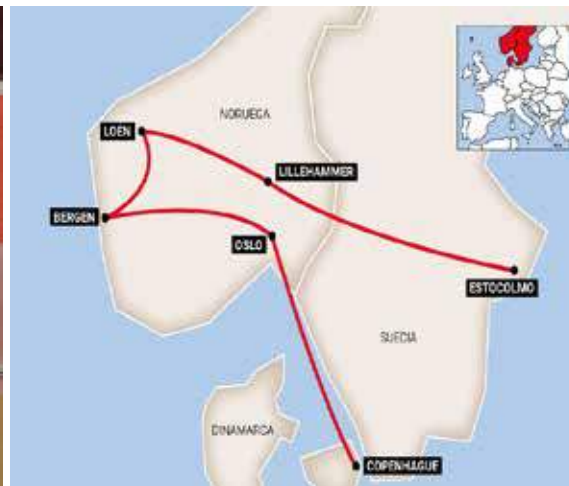 NORUEGA
LOEN
LILLEHAMMER
BERGEN
OSLO
ESTOCOLMO
SUECIA
DINAMARCA
COPENHAGUE